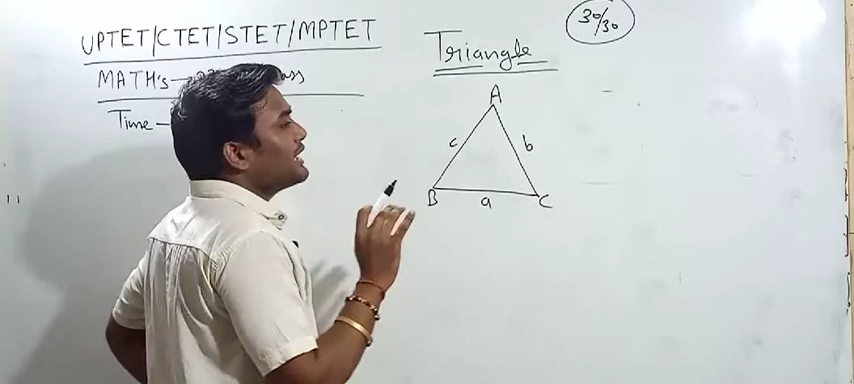 UPTET/CTET/STET/MPTET
MATH's →
Time -
Triangle
30/30
A
c
b
B
a
C